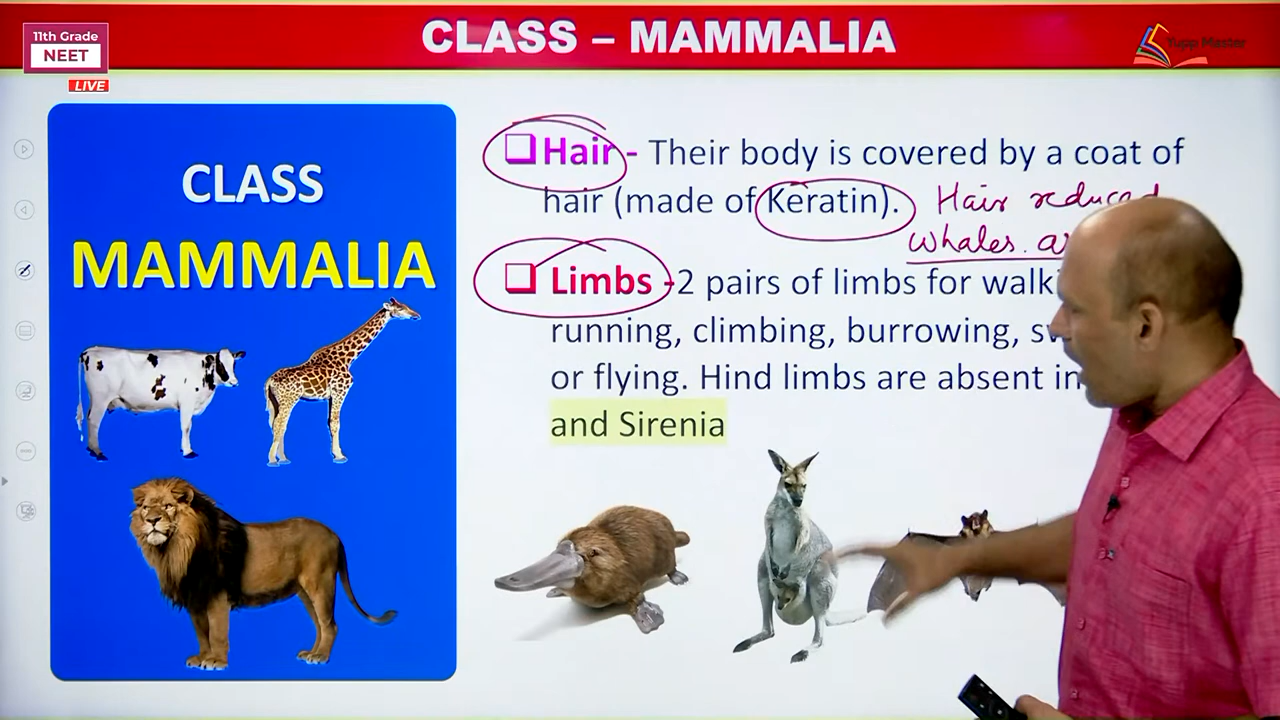 11th Grade
NEET
LIVE
CLASS – MAMMALIA
Yupp Master
CLASS
MAMMALIA
Hair - Their body is covered by a coat of
hair (made of Keratin). Hair reduced
whales.
Limbs -2 pairs of limbs for
running, climbing, burrowing,
or flying. Hind limbs are absent in
and Sirenia